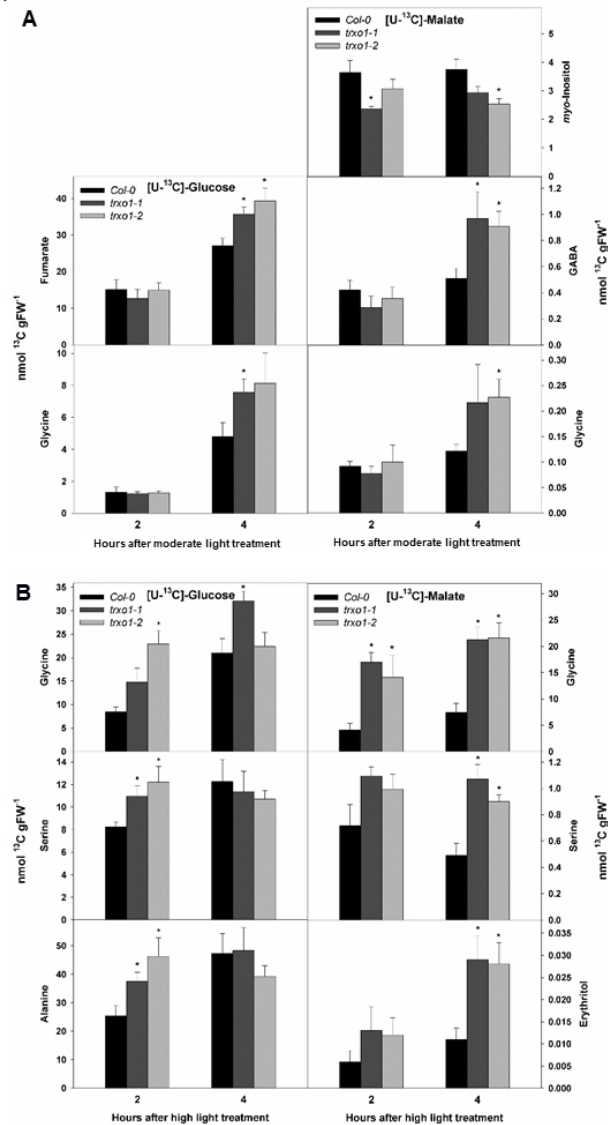 A
Col-0 [U-¹³C]-Malate
trxo1-1
trxo1-2
5
4
3
2
1
0
myo-Inositol
Col-0 [U-¹³C]-Glucose
trxo1-1
trxo1-2
40
30
20
10
0
Fumarate
1.2
1.0
0.8
0.6
0.4
0.2
0.0
GABA
nmol ¹³C gFW⁻¹
nmol ¹³C gFW⁻¹
10
8
6
4
2
0
Glycine
0.30
0.25
0.20
0.15
0.10
0.05
0.00
Glycine
2 4
Hours after moderate light treatment
2 4
Hours after moderate light treatment
B
Col-0 [U-¹³C]-Glucose
trxo1-1
trxo1-2
35
30
25
20
15
10
5
0
Glycine
Col-0 [U-¹³C]-Malate
trxo1-1
trxo1-2
30
25
20
15
10
5
0
Glycine
14
12
10
8
6
4
2
0
Serine
nmol ¹³C gFW⁻¹
1.2
1.0
0.8
0.6
0.4
0.2
0.0
Serine
nmol ¹³C gFW⁻¹
50
40
30
20
10
0
Alanine
0.035
0.030
0.025
0.020
0.015
0.010
0.005
0.000
Erythritol
2 4
Hours after high light treatment
2 4
Hours after high light treatment